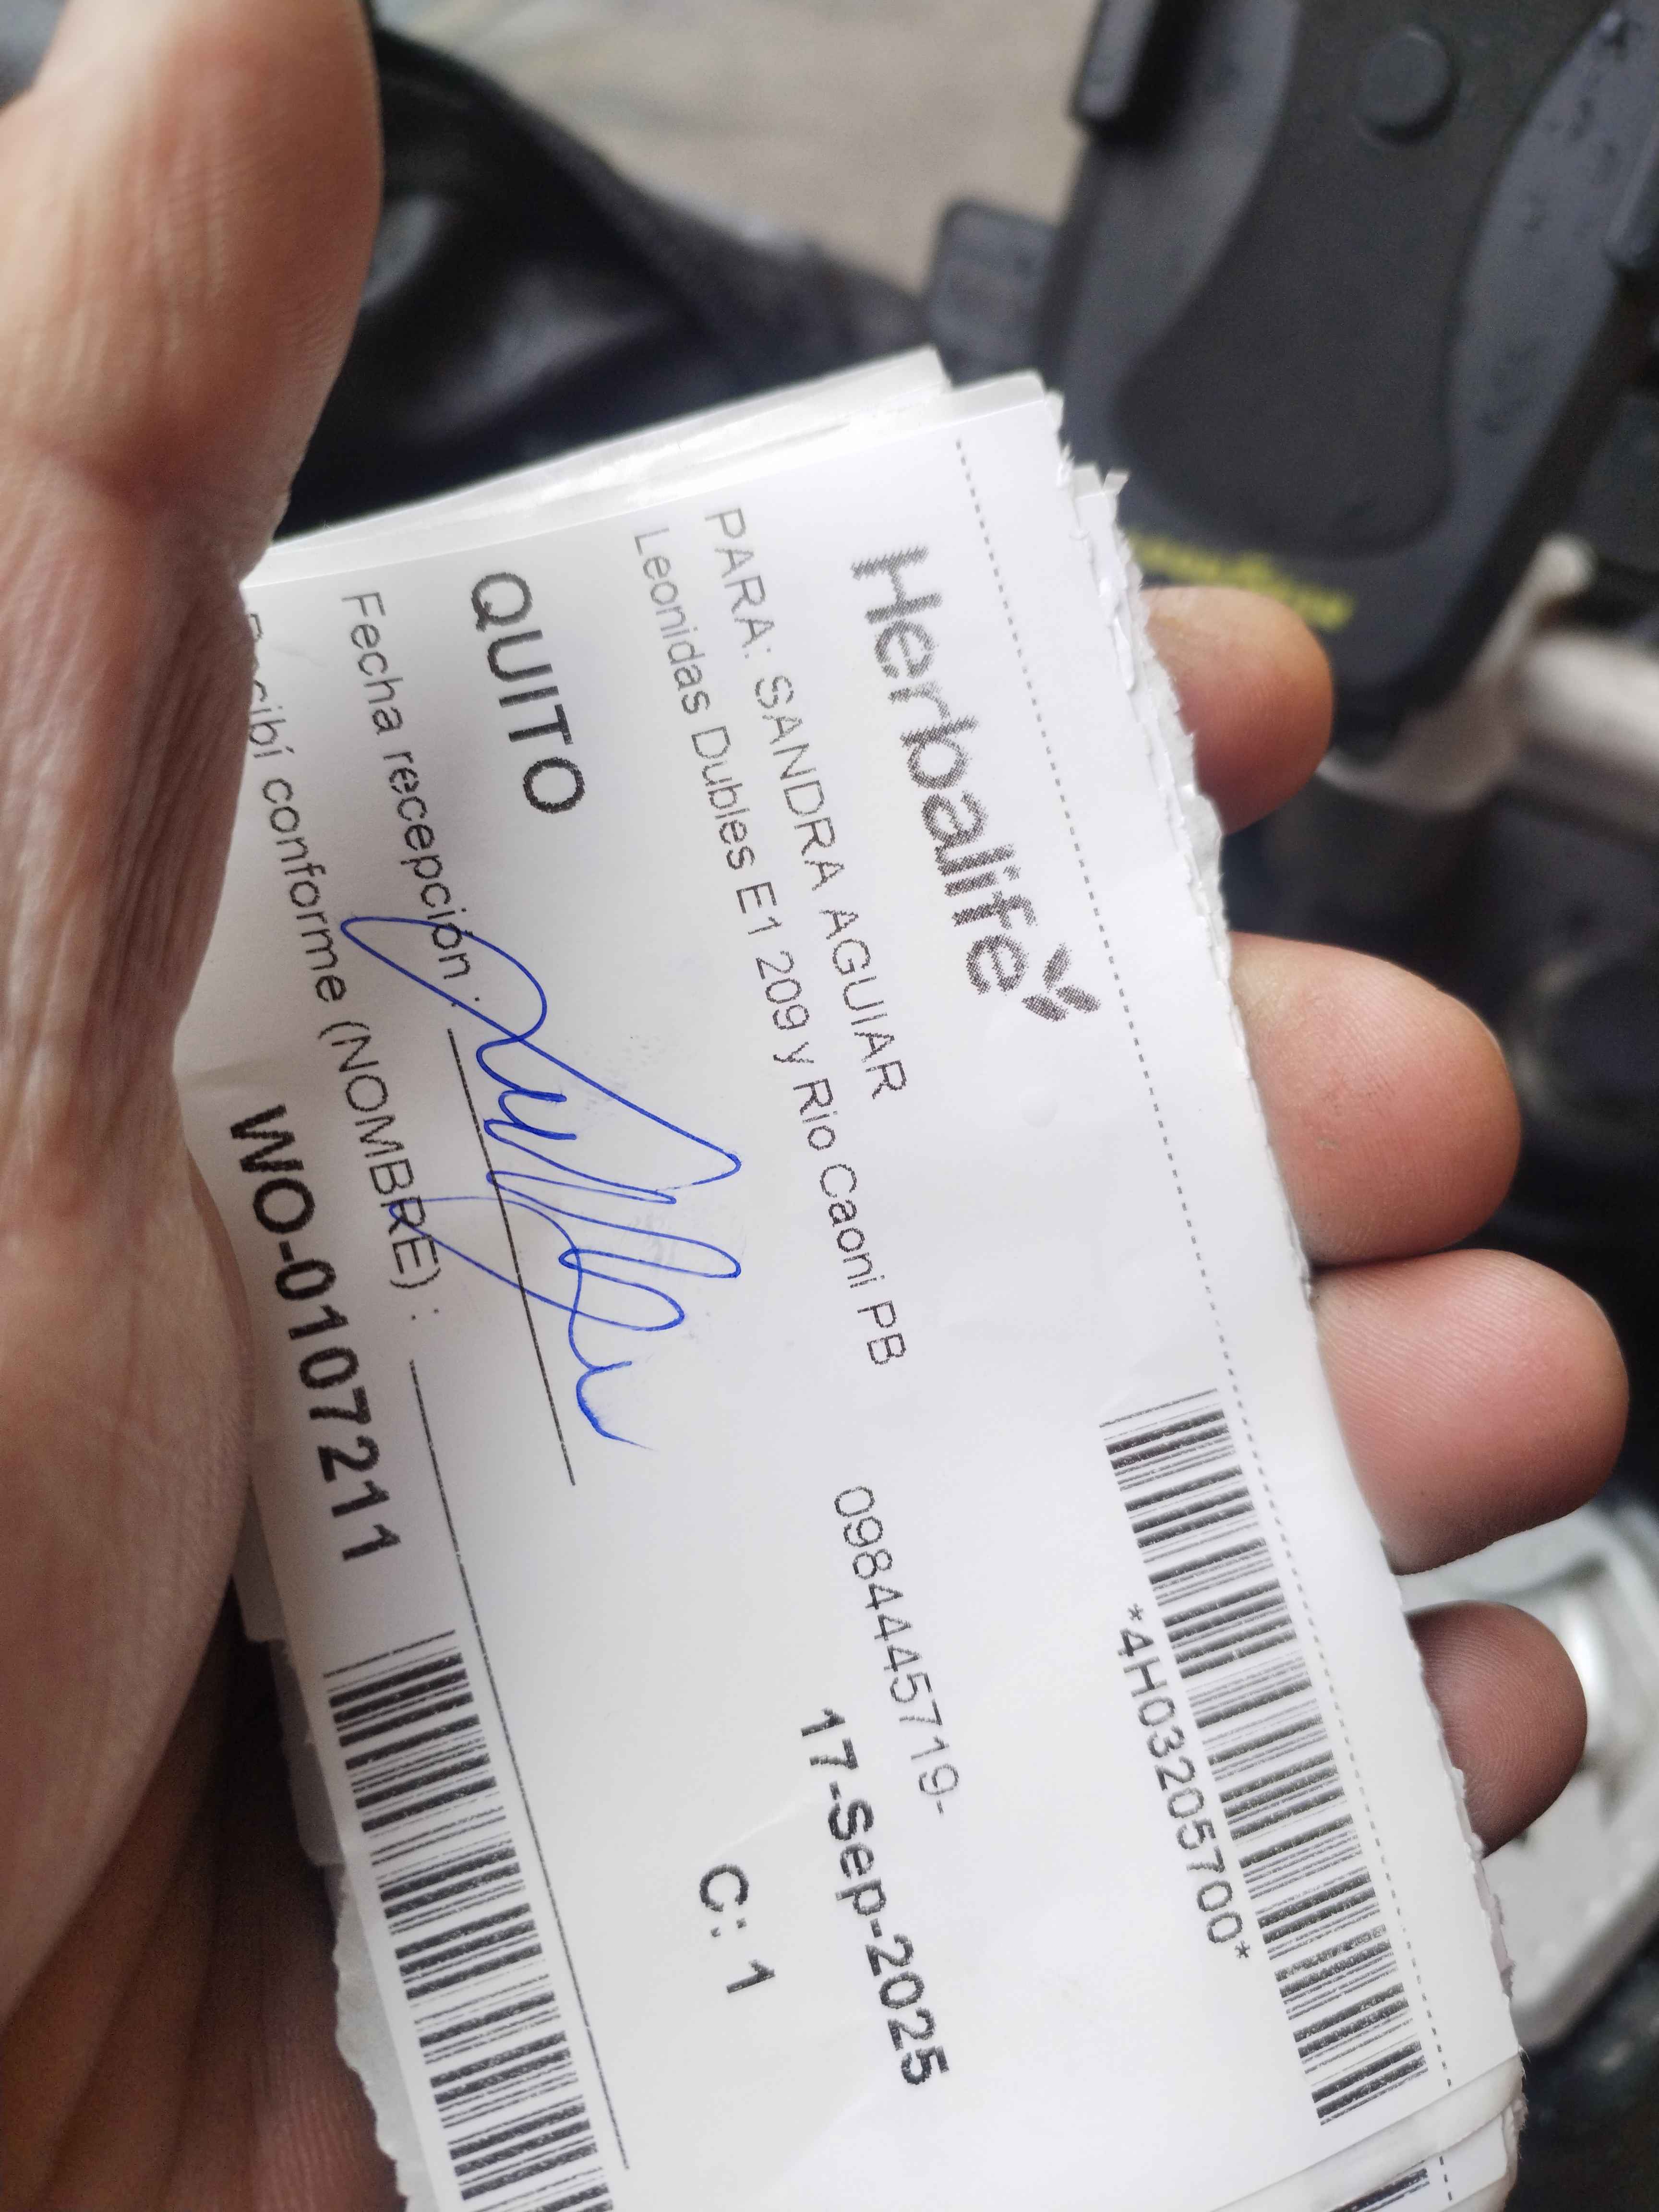 Herbalife
*4H03205700*
PARA: SANDRA AGUIAR
Leonidas Dubles E1 209 y Rio Caoni PB
0984445719-
17-Sep-2025
QUITO
C: 1
Fecha recepción :
Recibí conforme (NOMBRE) :
WO-0107211